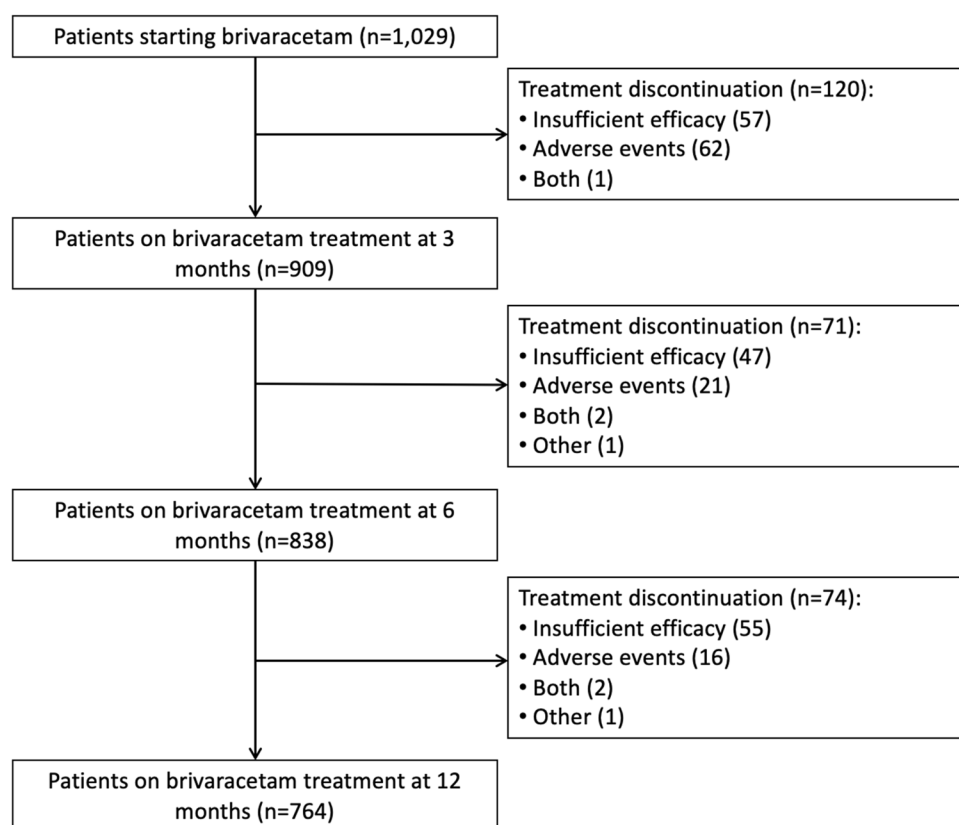 Patients starting brivaracetam (n=1,029)
Treatment discontinuation (n=120):
• Insufficient efficacy (57)
• Adverse events (62)
• Both (1)
Patients on brivaracetam treatment at 3
months (n=909)
Treatment discontinuation (n=71):
• Insufficient efficacy (47)
• Adverse events (21)
• Both (2)
• Other (1)
Patients on brivaracetam treatment at 6
months (n=838)
Treatment discontinuation (n=74):
• Insufficient efficacy (55)
• Adverse events (16)
• Both (2)
• Other (1)
Patients on brivaracetam treatment at 12
months (n=764)